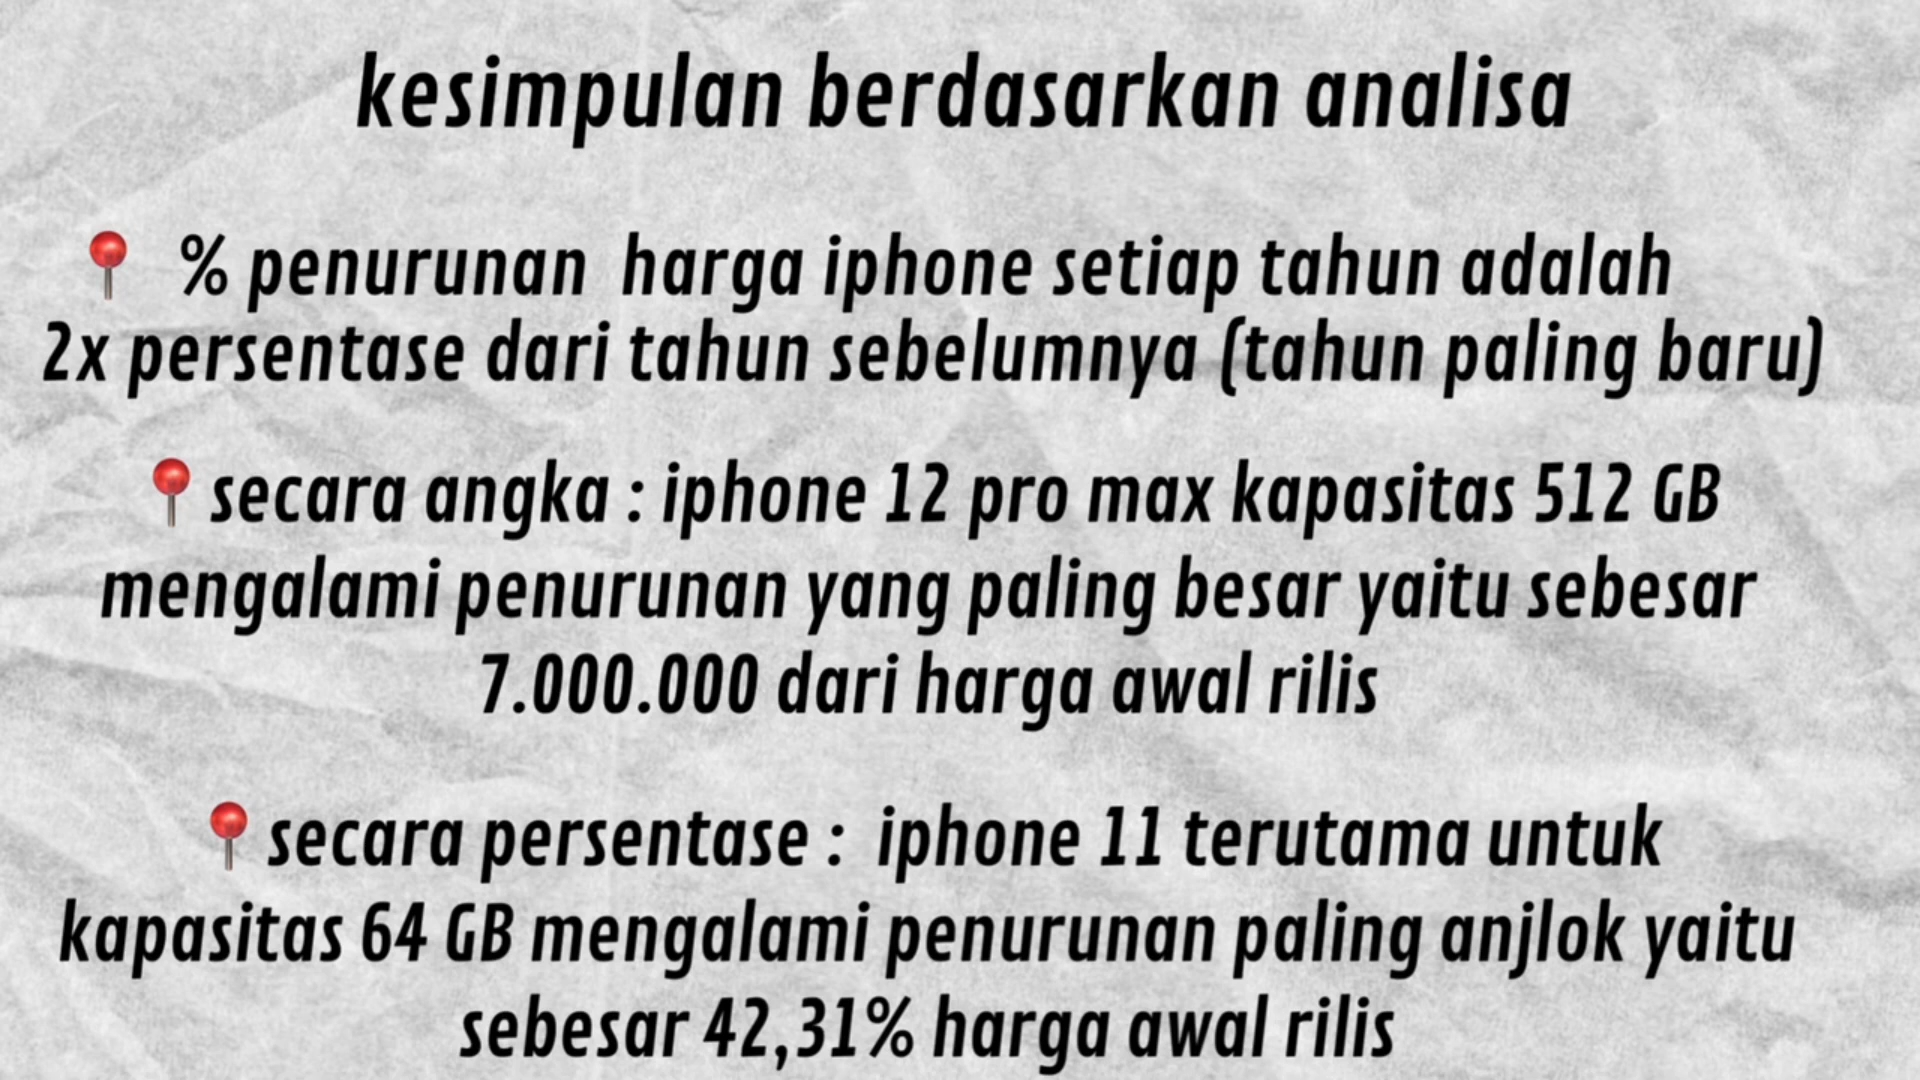 kesimpulan berdasarkan analisa
% penurunan harga iphone setiap tahun adalah
2x persentase dari tahun sebelumnya (tahun paling baru)
secara angka : iphone 12 pro max kapasitas 512 GB
mengalami penurunan yang paling besar yaitu sebesar
7.000.000 dari harga awal rilis
secara persentase : iphone 11 terutama untuk
kapasitas 64 GB mengalami penurunan paling anjlok yaitu
sebesar 42,31% harga awal rilis